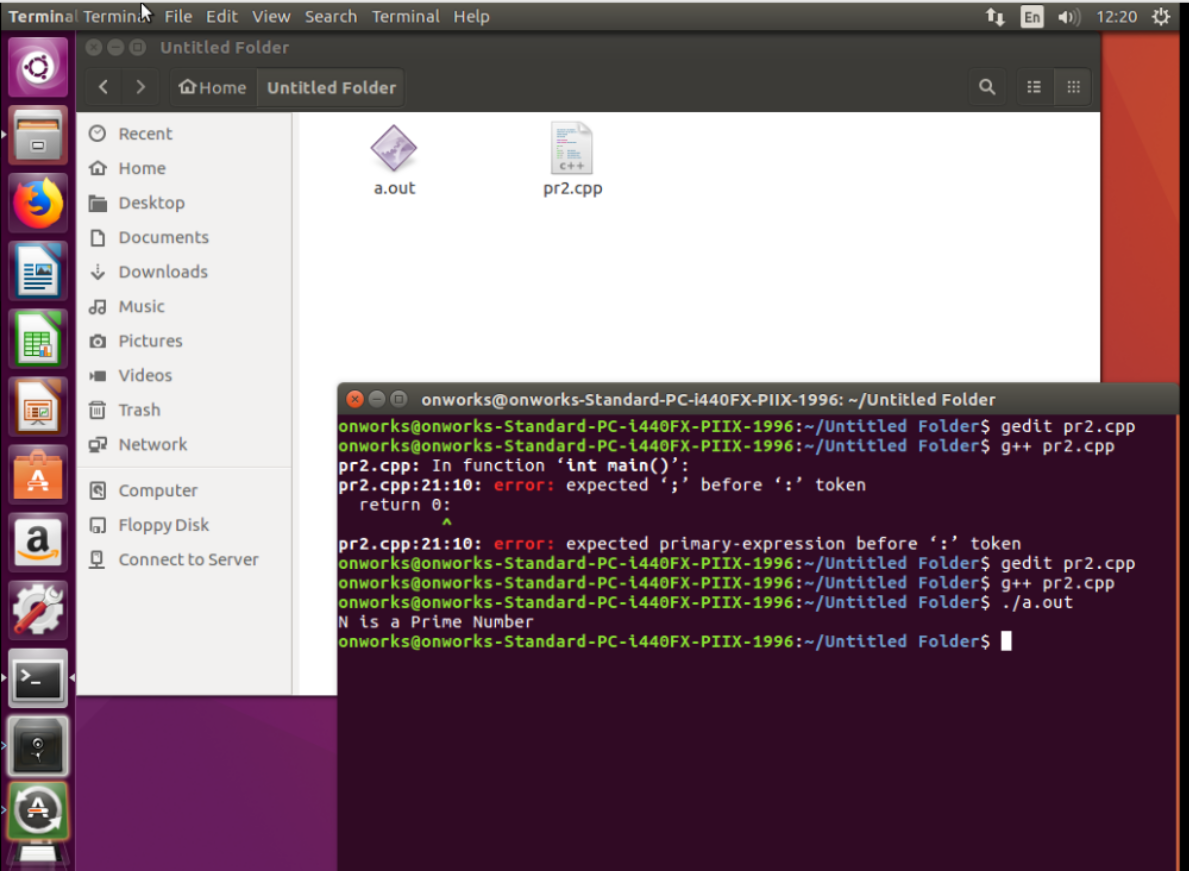 Terminal Terminal File Edit View Search Terminal Help En 12:20
Untitled Folder
Home Untitled Folder
Recent
Home
Desktop
Documents
Downloads
Music
Pictures
Videos
Trash
Network
Computer
Floppy Disk
Connect to Server
a.out
pr2.cpp
c++
a
onworks@onworks-Standard-PC-i440FX-PIIX-1996: ~/Untitled Folder
onworks@onworks-Standard-PC-i440FX-PIIX-1996:~/Untitled Folder$ gedit pr2.cpp
onworks@onworks-Standard-PC-i440FX-PIIX-1996:~/Untitled Folder$ g++ pr2.cpp
pr2.cpp: In function ‘int main()’:
pr2.cpp:21:10: error: expected ‘;’ before ‘:’ token
return 0:
^
pr2.cpp:21:10: error: expected primary-expression before ‘:’ token
onworks@onworks-Standard-PC-i440FX-PIIX-1996:~/Untitled Folder$ gedit pr2.cpp
onworks@onworks-Standard-PC-i440FX-PIIX-1996:~/Untitled Folder$ g++ pr2.cpp
onworks@onworks-Standard-PC-i440FX-PIIX-1996:~/Untitled Folder$ ./a.out
N is a Prime Number
onworks@onworks-Standard-PC-i440FX-PIIX-1996:~/Untitled Folder$